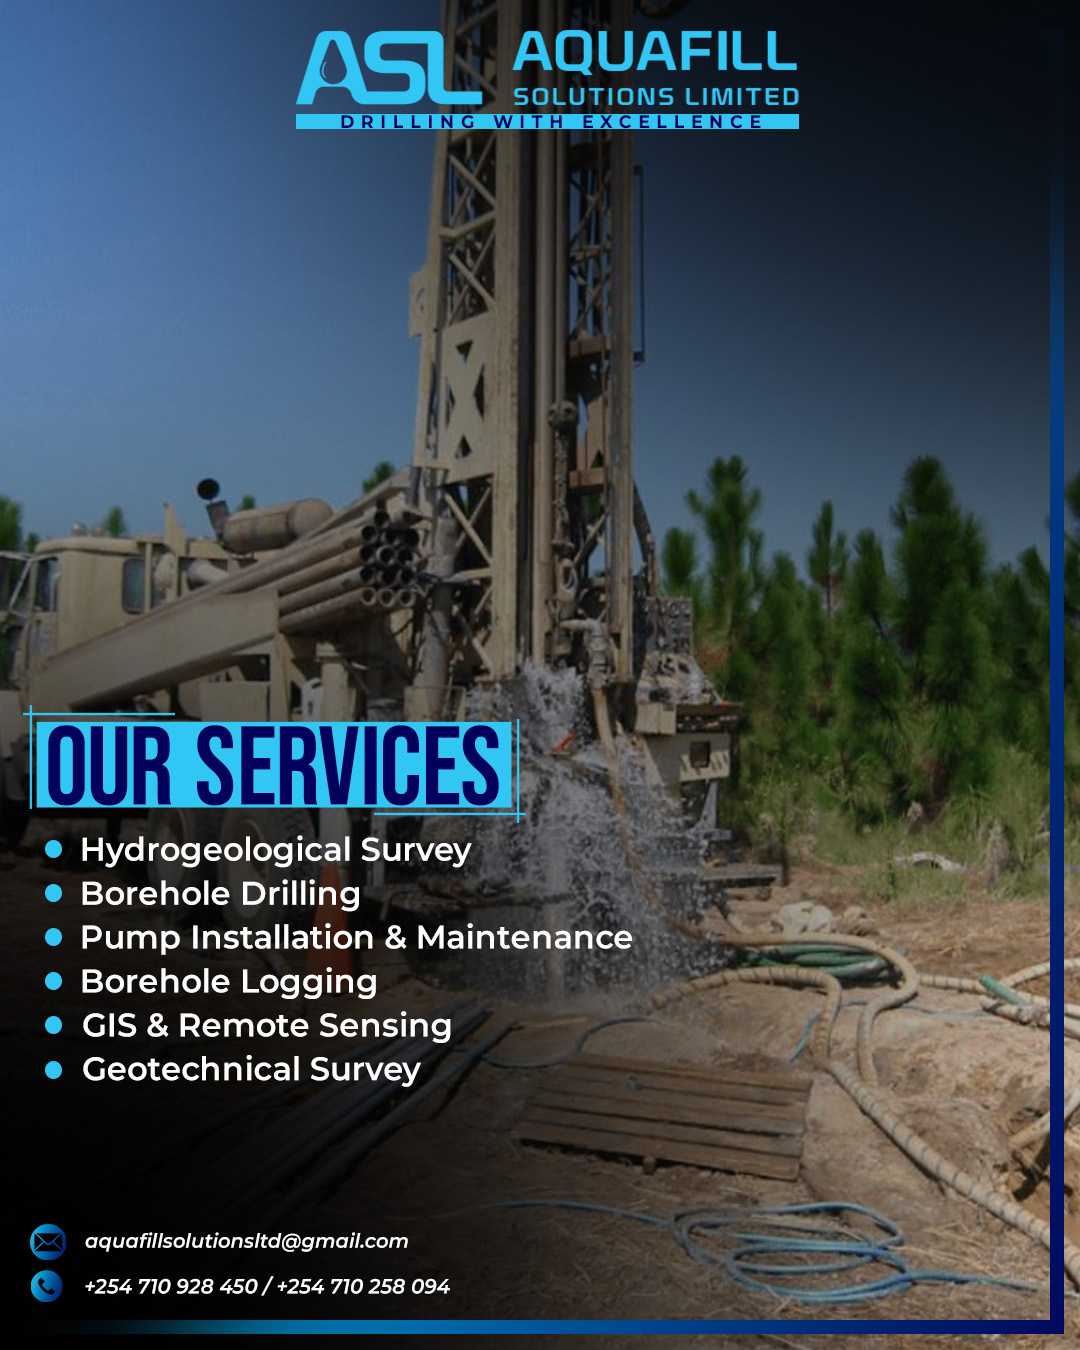 ASL AQUAFILL
SOLUTIONS LIMITED
DRILLING WITH EXCELLENCE
OUR SERVICES
Hydrogeological Survey
Borehole Drilling
Pump Installation & Maintenance
Borehole Logging
GIS & Remote Sensing
Geotechnical Survey
aquafillsolutionsltd@gmail.com
+254 710 928 450 / +254 710 258 094